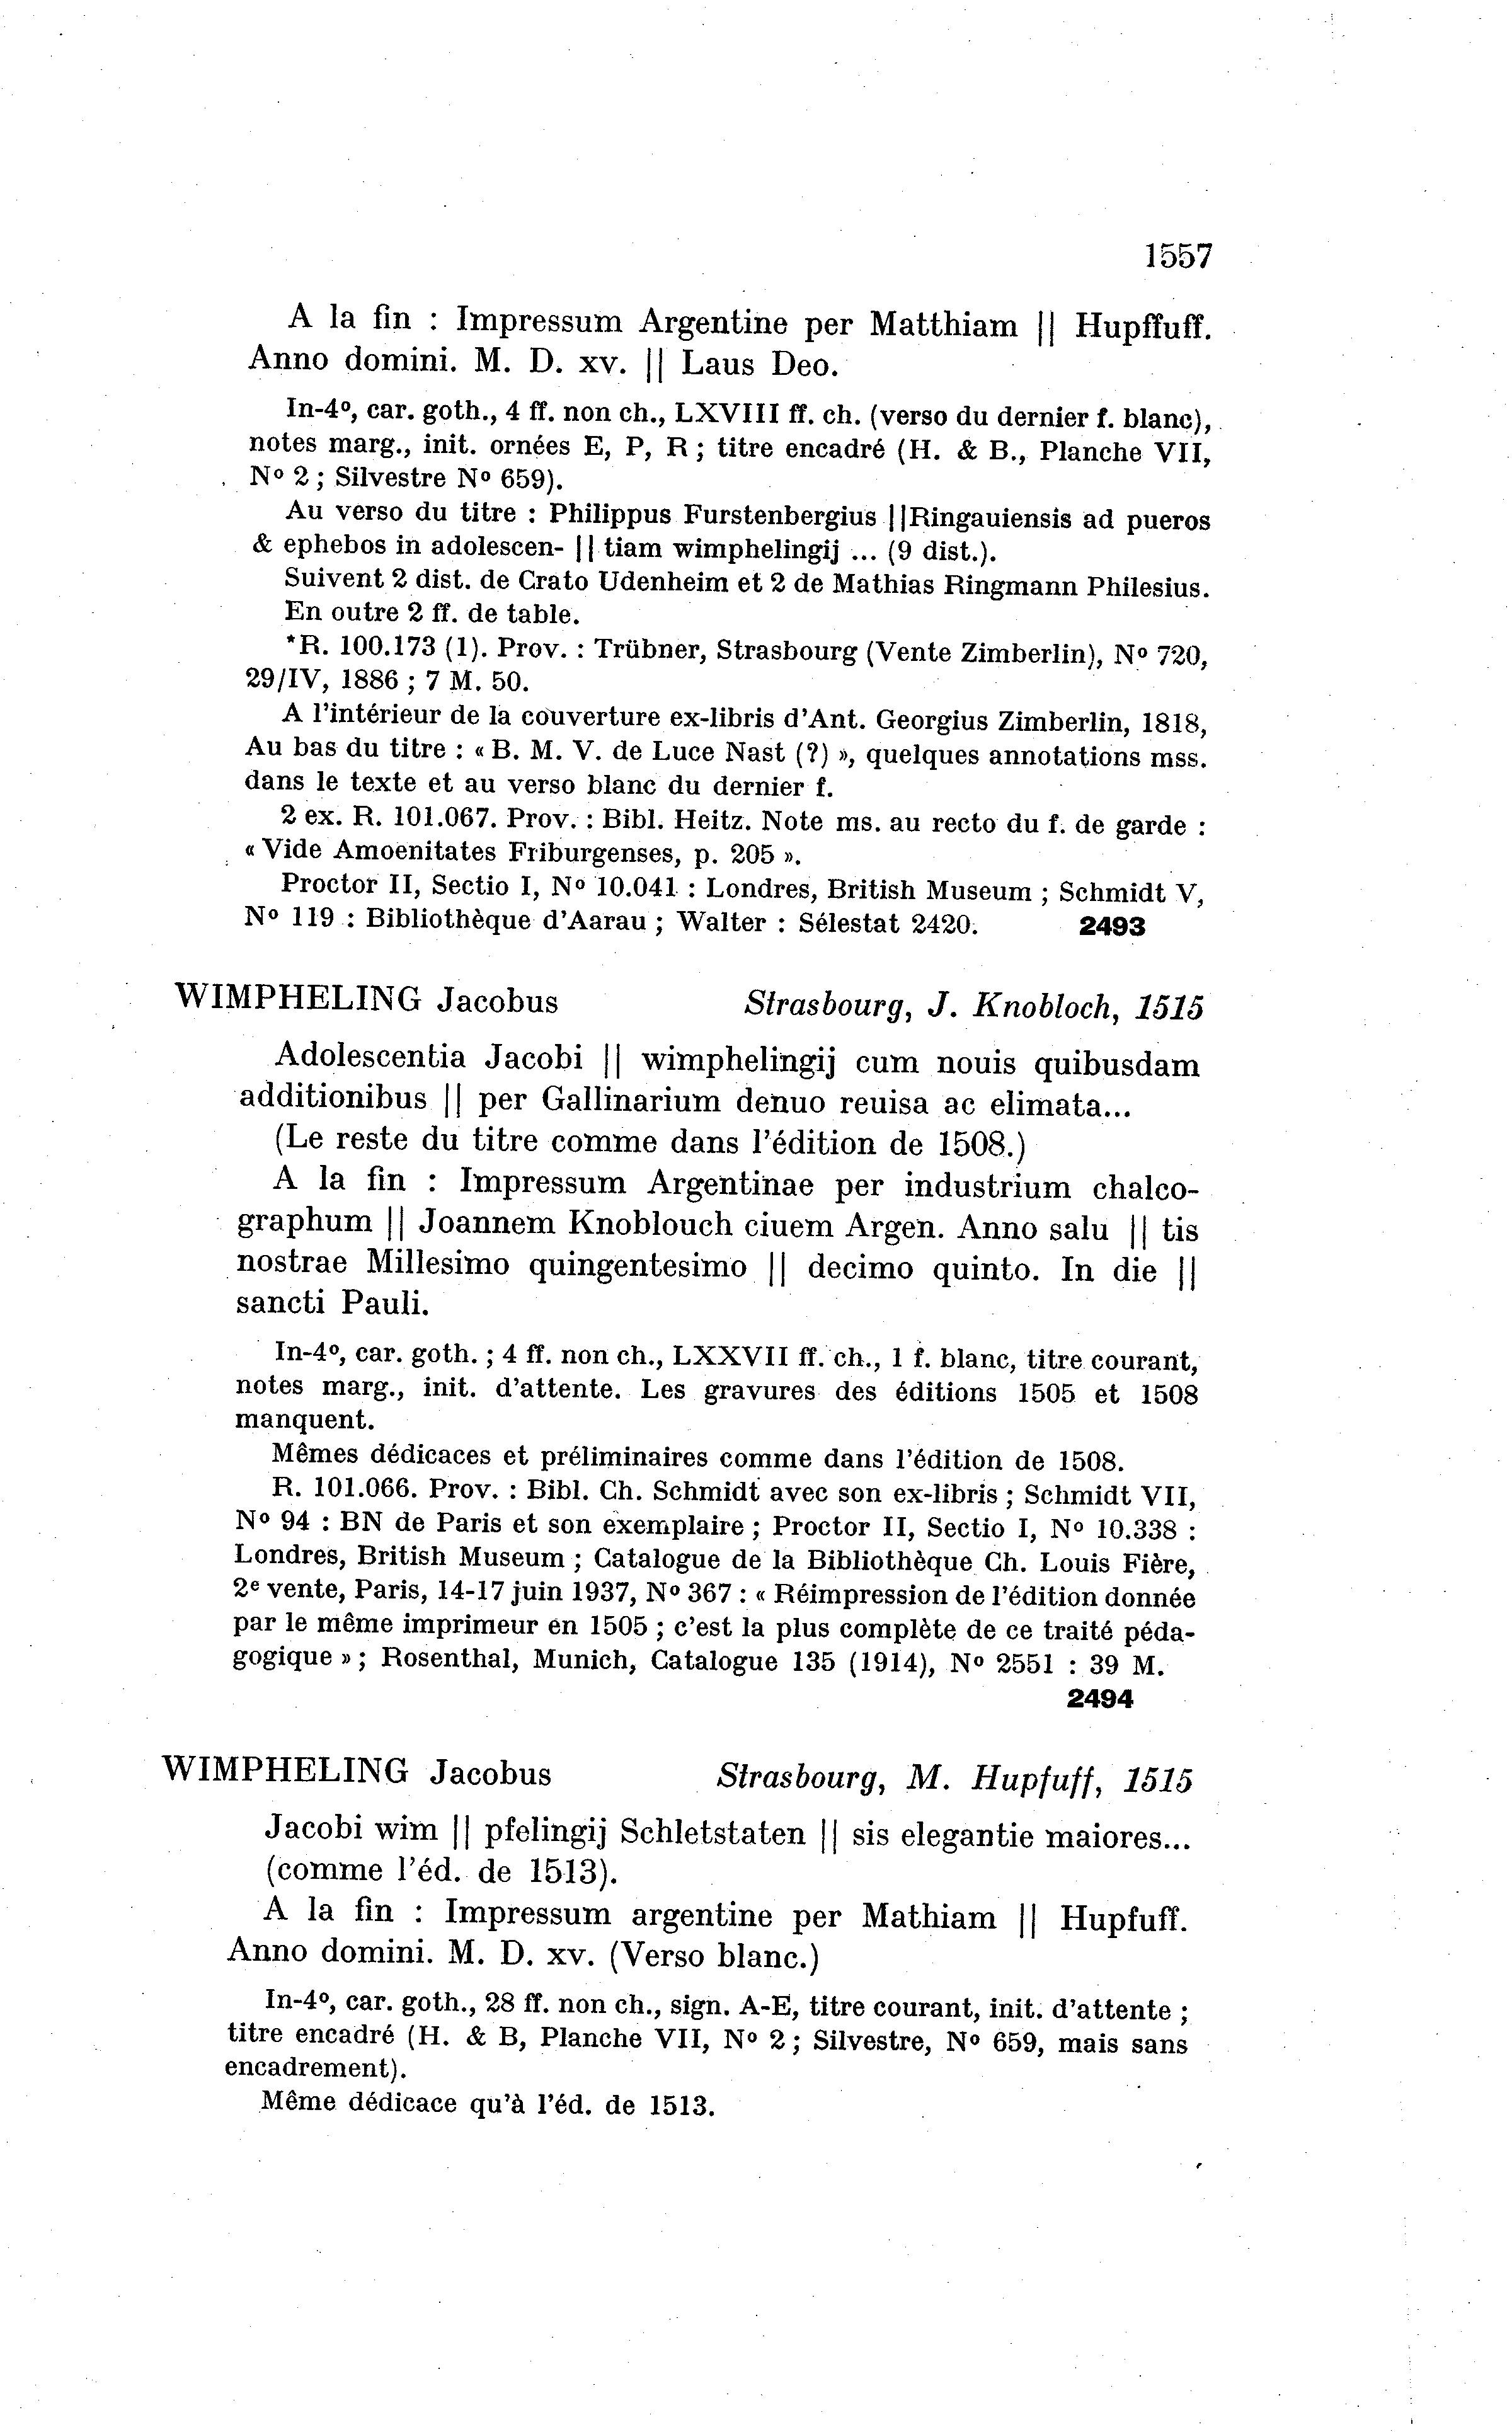 1557
A la fin : Impressum Argentine per Matthiam || Hupffuff.
Anno domini. M. D. xv. || Laus Deo.
In-4º, car. goth., 4 ff. non ch., LXVIII ff. ch. (verso du dernier f. blanc),
notes marg., init. ornées E, P, R ; titre encadré (H. & B., Planche VII,
Nº 2 ; Silvestre Nº 659).
Au verso du titre : Philippus Furstenbergius ||Ringauiensis ad pueros
& ephebos in adolescen- || tiam wimphelingij ... (9 dist.).
Suivent 2 dist. de Crato Udenheim et 2 de Mathias Ringmann Philesius.
En outre 2 ff. de table.
*R. 100.173 (1). Prov. : Trübner, Strasbourg (Vente Zimberlin), Nº 720,
29/IV, 1886 ; 7 M. 50.
A l'intérieur de la couverture ex-libris d'Ant. Georgius Zimberlin, 1818,
Au bas du titre : « B. M. V. de Luce Nast (?) », quelques annotations mss.
dans le texte et au verso blanc du dernier f.
2 ex. R. 101.067. Prov. : Bibl. Heitz. Note ms. au recto du f. de garde :
« Vide Amoenitates Friburgenses, p. 205 ».
Proctor II, Sectio I, Nº 10.041 : Londres, British Museum ; Schmidt V,
Nº 119 : Bibliothèque d'Aarau ; Walter : Sélestat 2420. 2493
WIMPHELING Jacobus Strasbourg, J. Knobloch, 1515
Adolescentia Jacobi || wimphelingij cum nouis quibusdam
additionibus || per Gallinarium denuo reuisa ac elimata...
(Le reste du titre comme dans l'édition de 1508.)
A la fin : Impressum Argentinae per industrium chalco-
graphum || Joannem Knoblouch ciuem Argen. Anno salu || tis
nostrae Millesimo quingentesimo || decimo quinto. In die ||
sancti Pauli.
In-4º, car. goth. ; 4 ff. non ch., LXXVII ff. ch., 1 f. blanc, titre courant,
notes marg., init. d'attente. Les gravures des éditions 1505 et 1508
manquent.
Mêmes dédicaces et préliminaires comme dans l'édition de 1508.
R. 101.066. Prov. : Bibl. Ch. Schmidt avec son ex-libris ; Schmidt VII,
Nº 94 : BN de Paris et son exemplaire ; Proctor II, Sectio I, Nº 10.338 :
Londres, British Museum ; Catalogue de la Bibliothèque Ch. Louis Fière,
2e vente, Paris, 14-17 juin 1937, Nº 367 : « Réimpression de l'édition donnée
par le même imprimeur en 1505 ; c'est la plus complète de ce traité péda-
gogique » ; Rosenthal, Munich, Catalogue 135 (1914), Nº 2551 : 39 M.
2494
WIMPHELING Jacobus Strasbourg, M. Hupfuff, 1515
Jacobi wim || pfelingij Schletstaten || sis elegantie maiores...
(comme l'éd. de 1513).
A la fin : Impressum argentine per Mathiam || Hupfuff.
Anno domini. M. D. xv. (Verso blanc.)
In-4º, car. goth., 28 ff. non ch., sign. A-E, titre courant, init. d'attente ;
titre encadré (H. & B, Planche VII, Nº 2 ; Silvestre, Nº 659, mais sans
encadrement).
Même dédicace qu'à l'éd. de 1513.